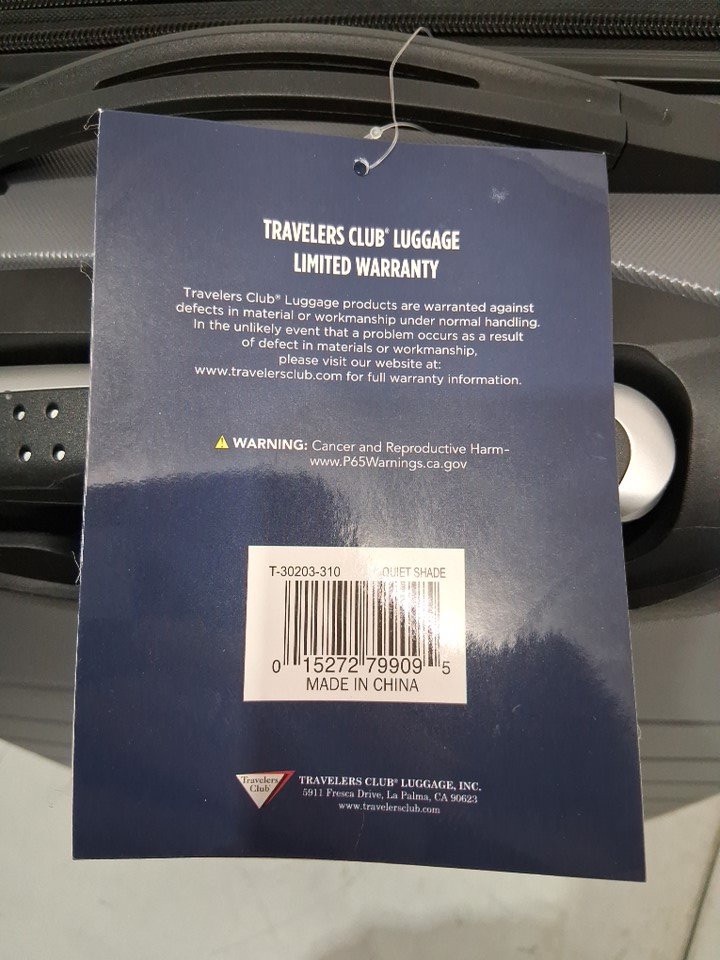 TRAVELERS CLUB® LUGGAGE
LIMITED WARRANTY
Travelers Club® Luggage products are warranted against
defects in material or workmanship under normal handling.
In the unlikely event that a problem occurs as a result
of defect in materials or workmanship,
please visit our website at:
www.travelersclub.com for full warranty information.
WARNING: Cancer and Reproductive Harm-
www.P65Warnings.ca.gov
T-30203-310 QUIET SHADE
0 15272 79909 5
MADE IN CHINA
Travelers
Club®
TRAVELERS CLUB® LUGGAGE, INC.
5911 Fresca Drive, La Palma, CA 90623
www.travelersclub.com